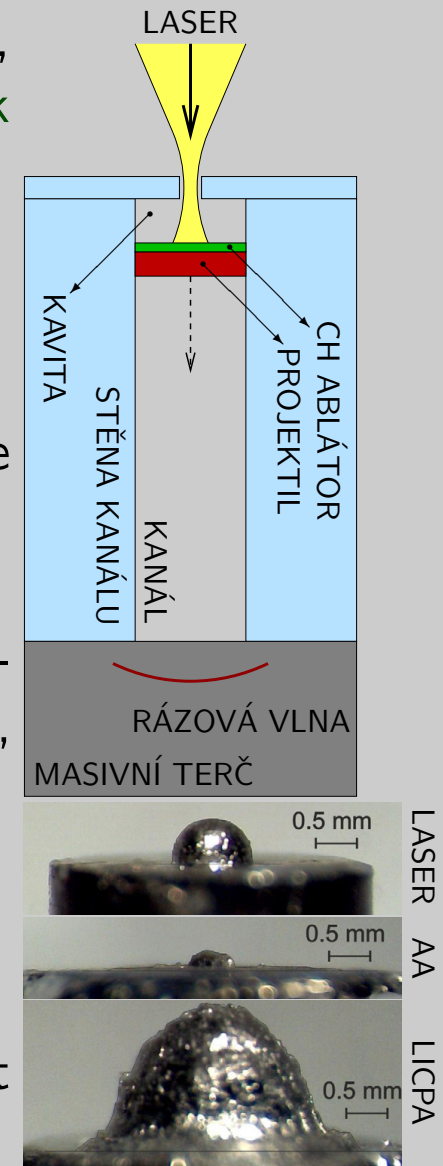 LASER
KAVITA
STĚNA KANÁLU
KANÁL
PROJEKTIL
CH ABLÁTOR
RÁZOVÁ VLNA
MASIVNÍ TERČ
0.5 mm
LASER
0.5 mm
AA
0.5 mm
LICPA